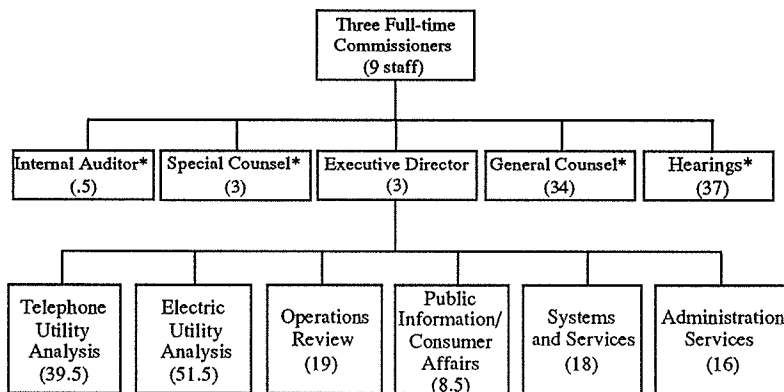 Three Full-time
Commissioners
(9 staff)
Internal Auditor*
(.5)
Special Counsel*
(3)
Executive Director
(3)
General Counsel*
(34)
Hearings*
(37)
Telephone
Utility
Analysis
(39.5)
Electric
Utility
Analysis
(51.5)
Operations
Review
(19)
Public
Information/
Consumer
Affairs
(8.5)
Systems
and Services
(18)
Administration
Services
(16)